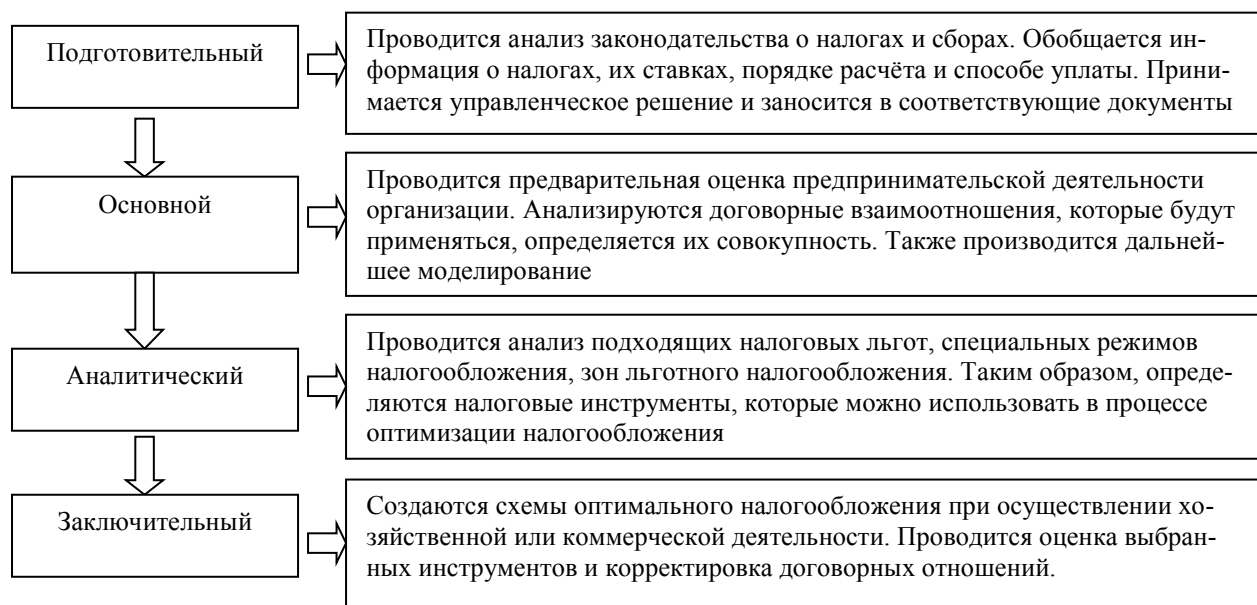 Подготовительный
Проводится анализ законодательства о налогах и сборах. Обобщается ин-
формация о налогах, их ставках, порядке расчёта и способе уплаты. Прини-
мается управленческое решение и заносится в соответствующие документы
Основной
Проводится предварительная оценка предпринимательской деятельности
организации. Анализируются договорные взаимоотношения, которые будут
применяться, определяется их совокупность. Также производится дальней-
шее моделирование
Аналитический
Проводится анализ подходящих налоговых льгот, специальных режимов
налогообложения, зон льготного налогообложения. Таким образом, опреде-
ляются налоговые инструменты, которые можно использовать в процессе
оптимизации налогообложения
Заключительный
Создаются схемы оптимального налогообложения при осуществлении хо-
зяйственной или коммерческой деятельности. Проводится оценка выбран-
ных инструментов и корректировка договорных отношений.